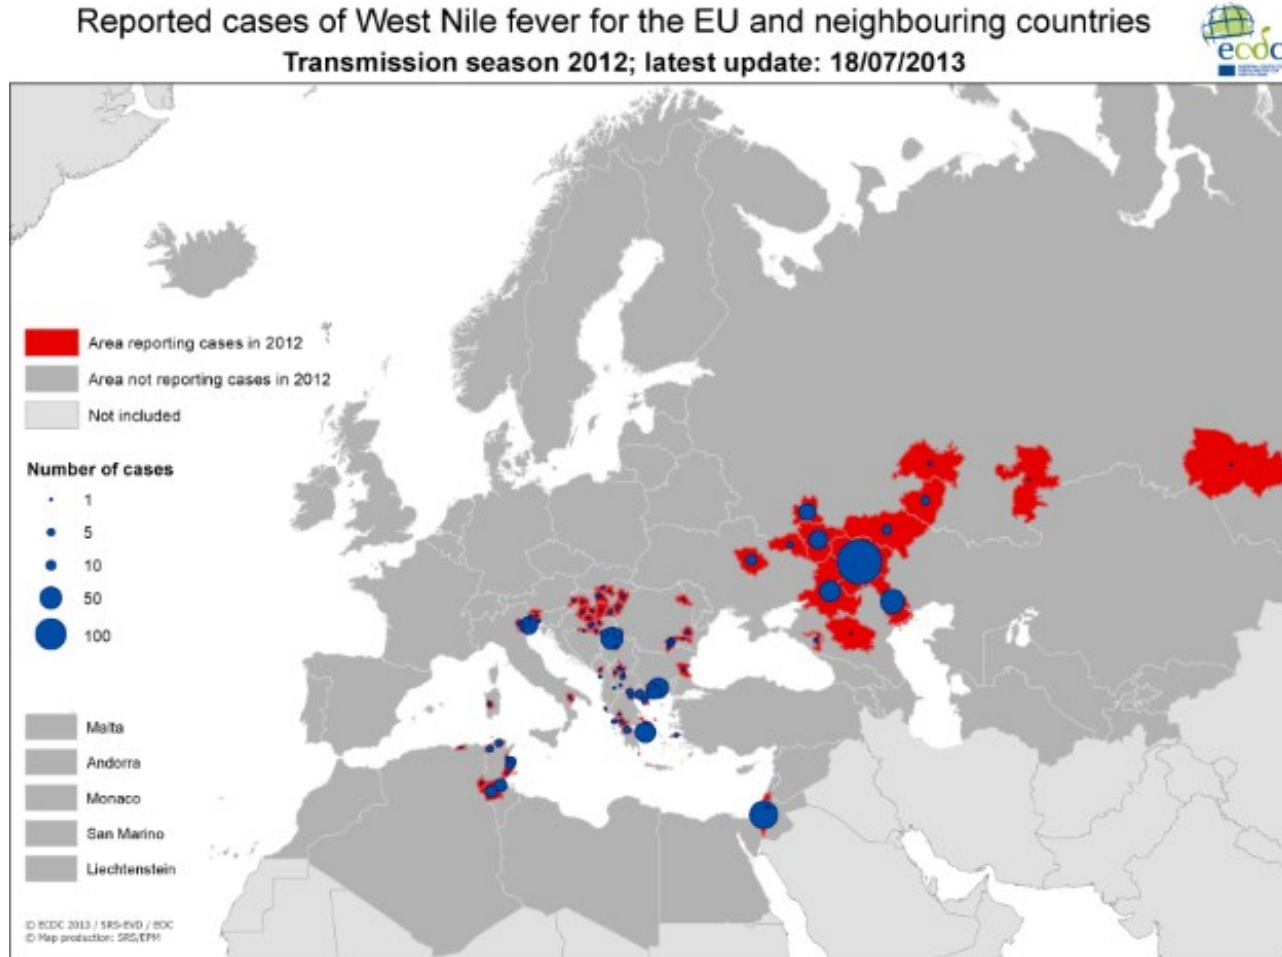 Reported cases of West Nile fever for the EU and neighbouring countries
Transmission season 2012; latest update: 18/07/2013
ecdc
Area reporting cases in 2012
Area not reporting cases in 2012
Not included
Number of cases
1
5
10
50
100
Malta
Andorra
Monaco
San Marino
Liechtenstein
© ECDC 2013 / SRS-EVD / EOC
© Map production: SRS/EPM